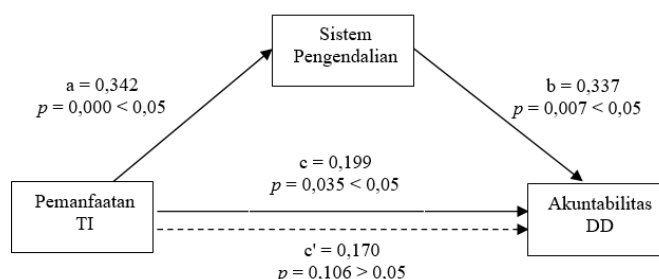 Sistem
Pengendalian
a = 0,342
p = 0,000 < 0,05
b = 0,337
p = 0,007 < 0,05
c = 0,199
p = 0,035 < 0,05
Pemanfaatan
TI
Akuntabilitas
DD
c' = 0,170
p = 0,106 > 0,05